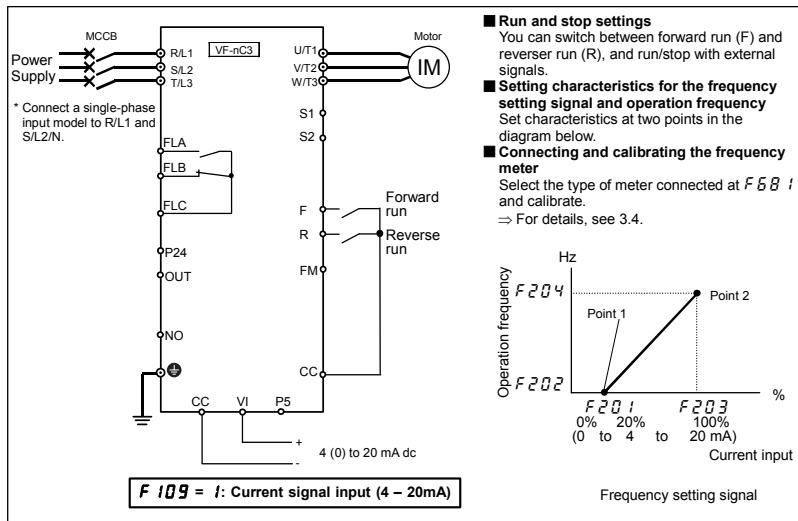 MCCB
Power
Supply
R/L1
S/L2
T/L3
VF-nC3
U/T1
V/T2
W/T3
Motor
IM
* Connect a single-phase
input model to R/L1 and
S/L2/N.
S1
S2
FLA
FLB
FLC
F
R
Forward
run
Reverse
run
P24
OUT
FM
NO
CC
CC
VI
P5
+
-
4 (0) to 20 mA dc
F109 = 1: Current signal input (4 – 20mA)
■ Run and stop settings
You can switch between forward run (F) and
reverser run (R), and run/stop with external
signals.
■ Setting characteristics for the frequency
setting signal and operation frequency
Set characteristics at two points in the
diagram below.
■ Connecting and calibrating the frequency
meter
Select the type of meter connected at F681
and calibrate.
⇒ For details, see 3.4.
Hz
Operation frequency
F204
Point 2
Point 1
F202
%
F201 F203
0% 20% 100%
(0 to 4 to 20 mA)
Current input
Frequency setting signal